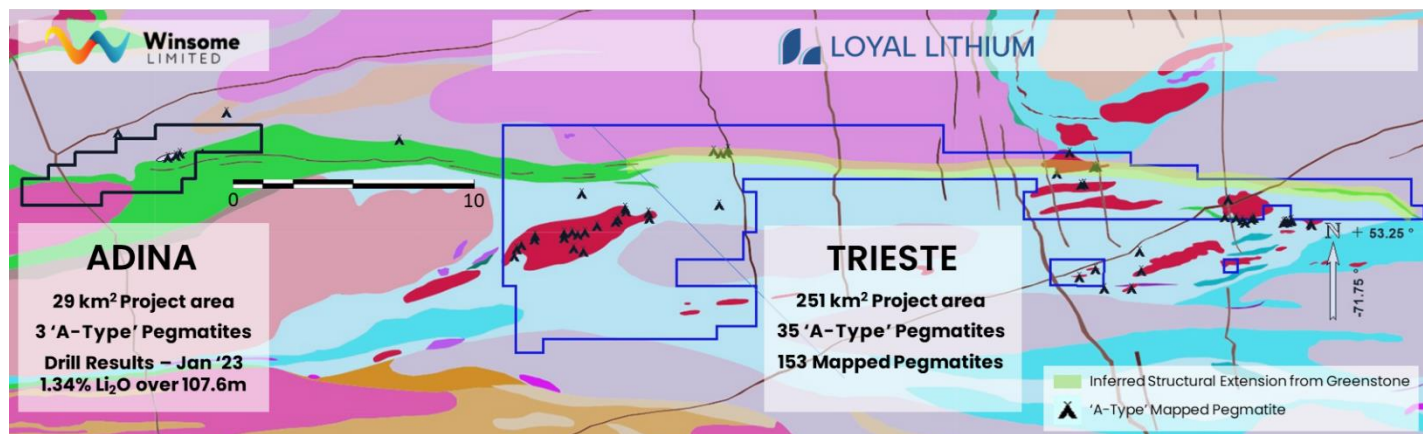 Winsome
LIMITED
LOYAL LITHIUM
0
10
ADINA
29 km² Project area
3 ‘A-Type’ Pegmatites
Drill Results – Jan ‘23
1.34% Li₂O over 107.6m
TRIESTE
251 km² Project area
35 ‘A-Type’ Pegmatites
153 Mapped Pegmatites
N + 53.25 °
-71.75 °
Inferred Structural Extension from Greenstone
‘A-Type’ Mapped Pegmatite